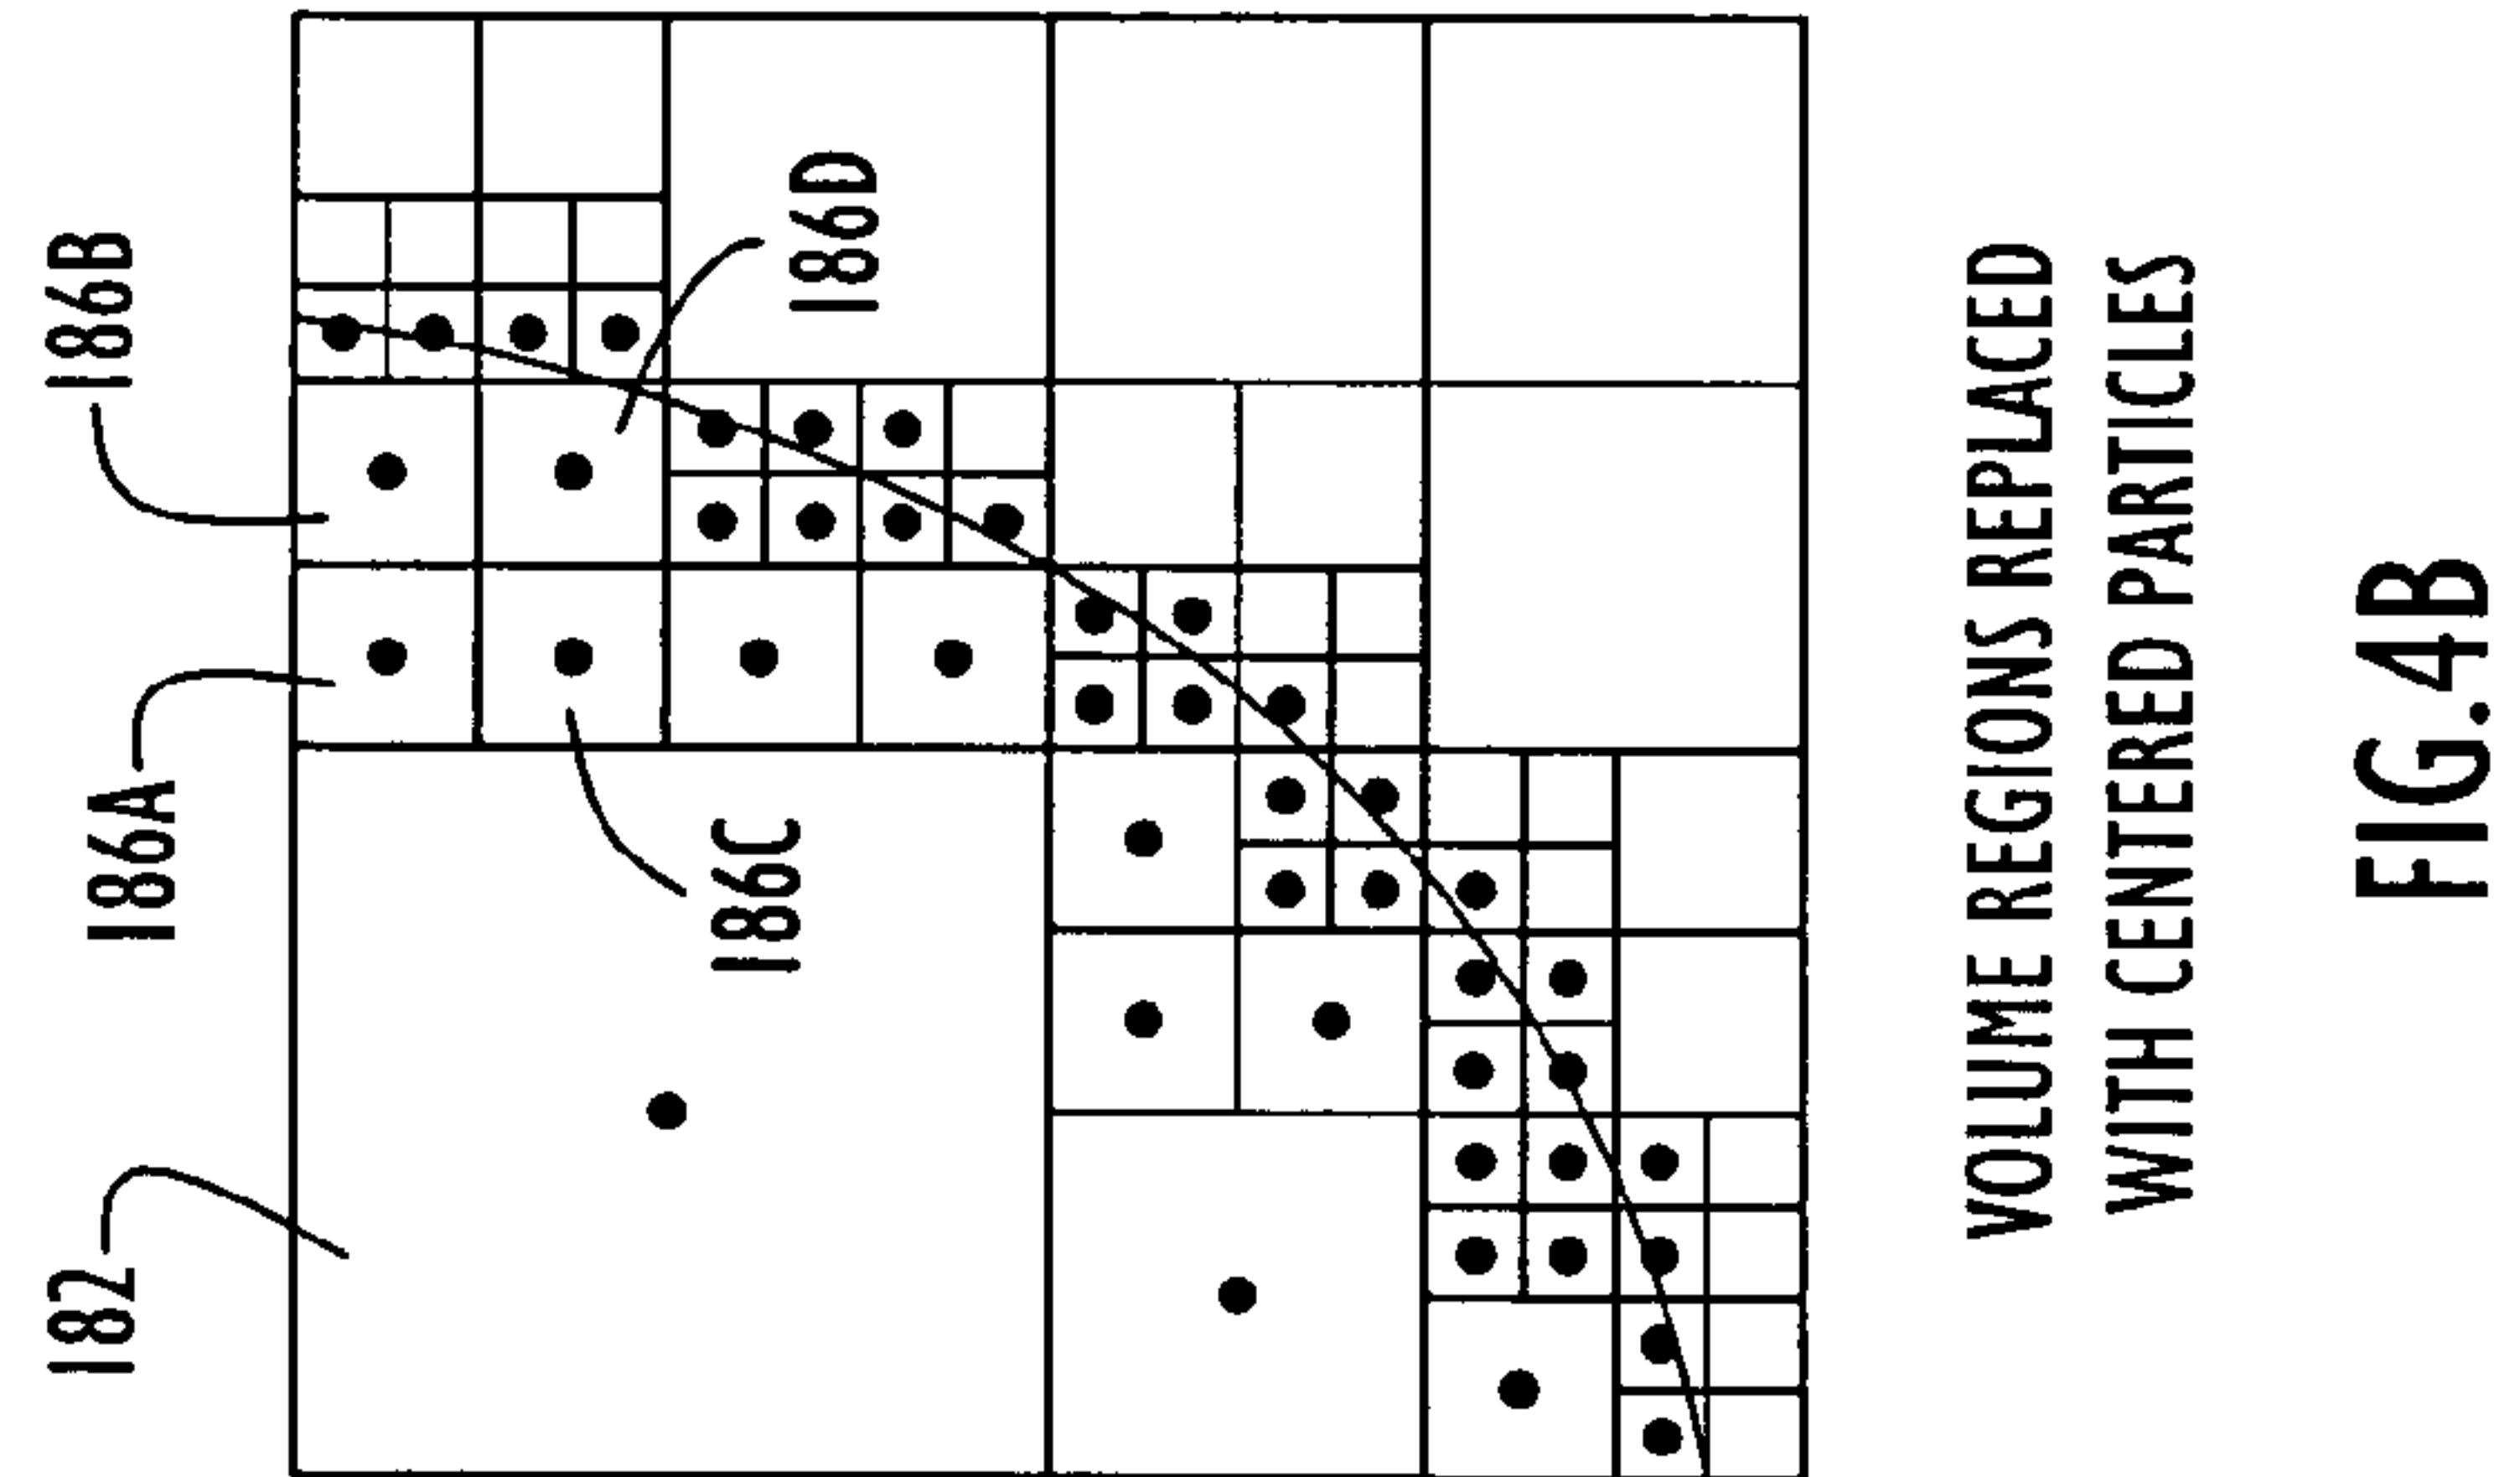 182
186A
186B
186C
186D
VOLUME REGIONS REPLACED
WITH CENTERED PARTICLES
FIG.4B